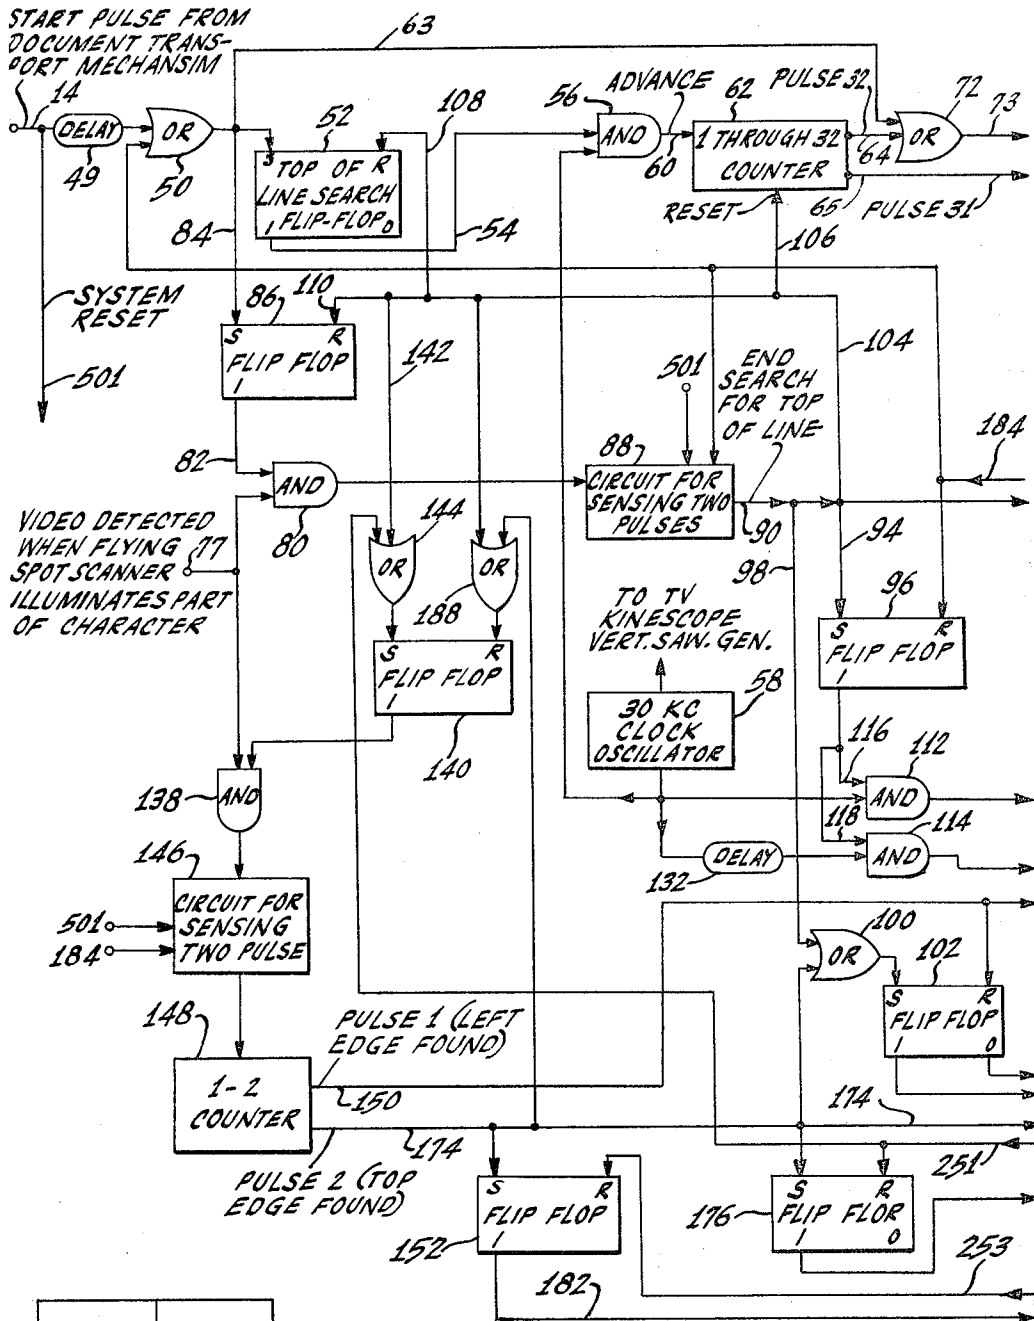 START PULSE FROM
DOCUMENT TRANS-
PORT MECHANSIM
63
14
DELAY
49
OR
50
52
108
S
R
TOP OF
LINE SEARCH
FLIP-FLOP
1
0
54
56
AND
ADVANCE
60
62
1 THROUGH 32
COUNTER
RESET
PULSE 32
64
65
PULSE 31
72
OR
73
84
106
SYSTEM
RESET
501
86
110
S
R
FLIP FLOP
1
142
104
501
END
SEARCH
FOR TOP
OF LINE
184
82
AND
80
88
CIRCUIT FOR
SENSING TWO
PULSES
90
94
98
VIDEO DETECTED
WHEN FLYING
SPOT SCANNER
ILLUMINATES PART
OF CHARACTER
77
144
OR
OR
188
S
R
FLIP FLOP
1
140
TO TV
KINESCOPE
VERT. SAW. GEN.
30 KC
CLOCK
OSCILLATOR
58
96
S
R
FLIP FLOP
1
116
112
AND
118
114
AND
DELAY
132
138
AND
146
CIRCUIT FOR
SENSING
TWO PULSE
501
184
100
OR
102
S
R
FLIP FLOP
1
0
148
1-2
COUNTER
PULSE 1 (LEFT
EDGE FOUND)
150
174
PULSE 2 (TOP
EDGE FOUND)
174
251
S
R
FLIP FLOP
1
152
176
S
R
FLIP FLOR
1
0
253
182